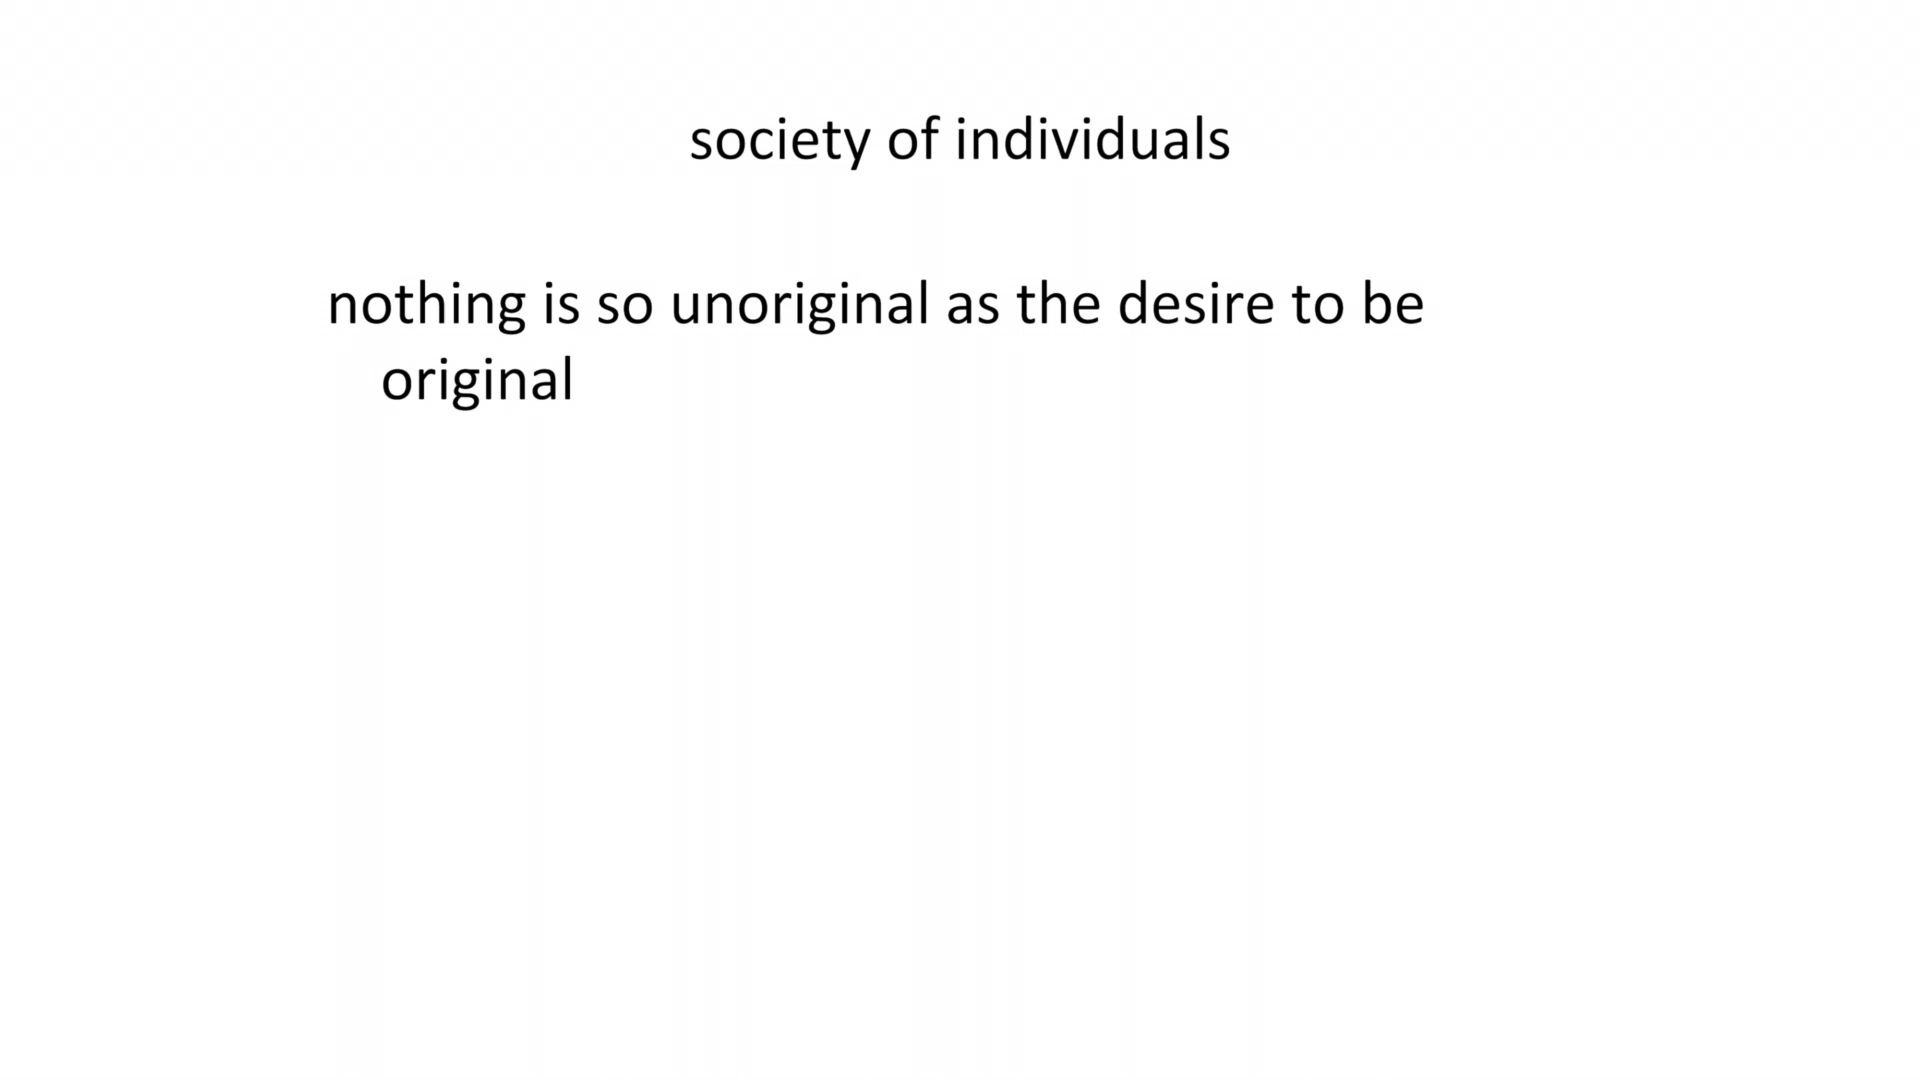 society of individuals
nothing is so unoriginal as the desire to be
original